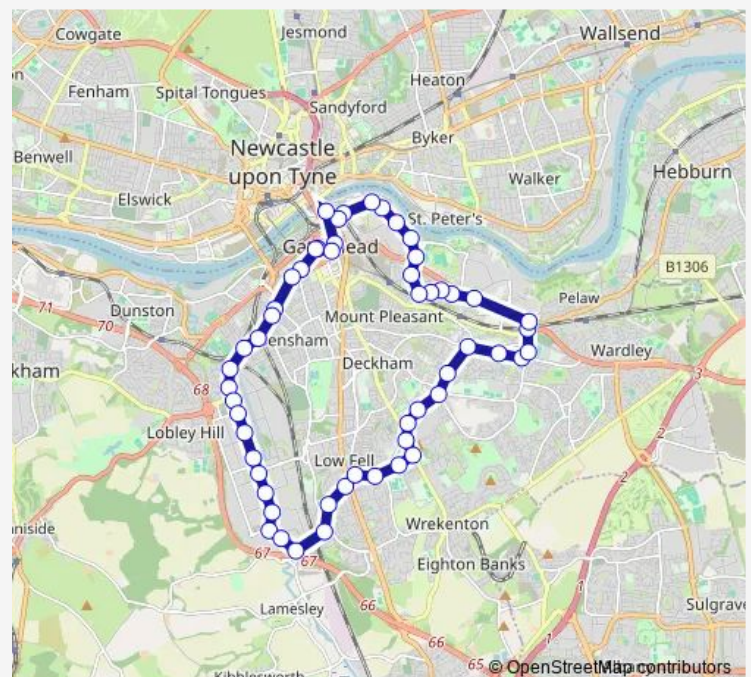 Cowgate
Jesmond
Wallsend
Heaton
Fenham
Spital Tongues
Sandyford
Byker
Benwell
Newcastle
upon Tyne
Walker
Hebburn
Elswick
St. Peter's
B1306
71
70
Dunston
Mount Pleasant
Pelaw
Wardley
Deckham
3
68
Lobley Hill
Low Fell
2
2
Wrekenton
67
67
Eighton Banks
1
Lamesley
66
66
1
65
© OpenStreetMap contributors